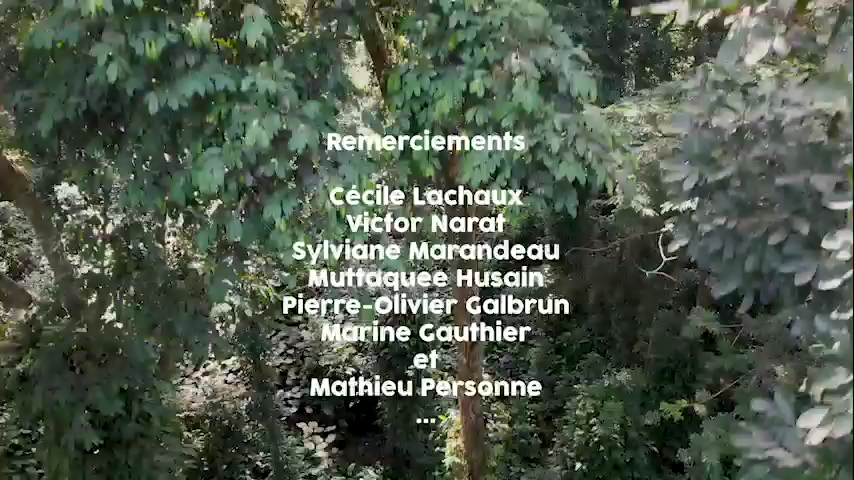 Remerciements
Cécile Lachaux
Victor Narat
Sylviane Marandeau
Muttaquee Husain
Pierre-Olivier Galbrun
Marine Gauthier
et
Mathieu Personne
...